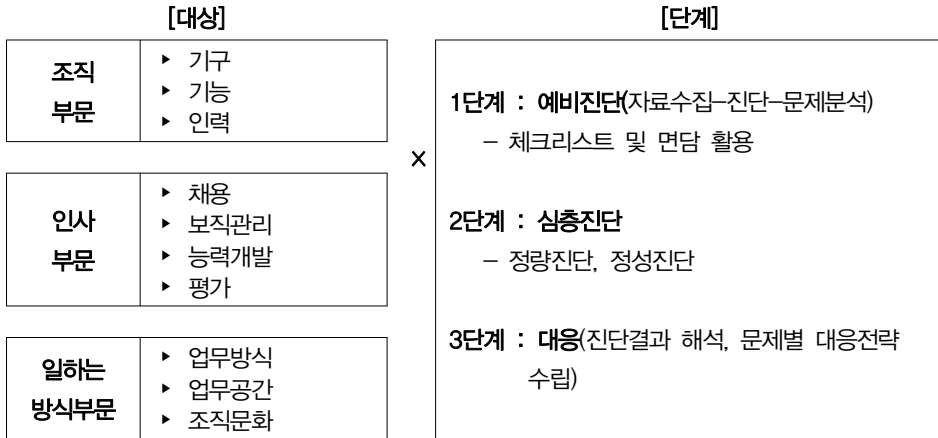 [대상]
조직
부문
▸ 기구
▸ 기능
▸ 인력
인사
부문
▸ 채용
▸ 보직관리
▸ 능력개발
▸ 평가
일하는
방식부문
▸ 업무방식
▸ 업무공간
▸ 조직문화
×
[단계]
1단계 : 예비진단(자료수집-진단-문제분석)
- 체크리스트 및 면담 활용
2단계 : 심층진단
- 정량진단, 정성진단
3단계 : 대응(진단결과 해석, 문제별 대응전략
수립)